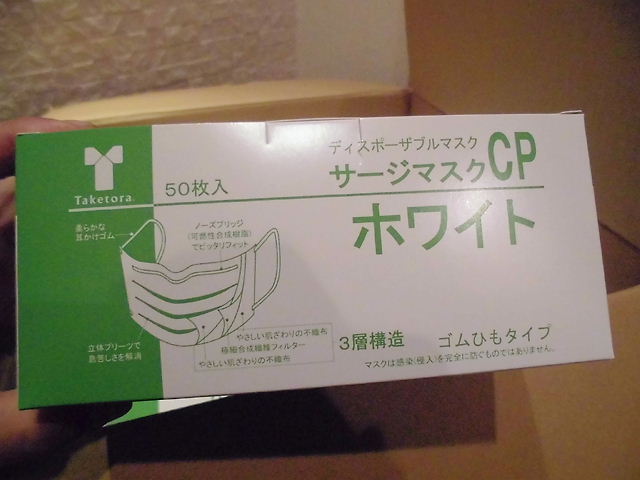 Taketora
50枚入
ディスポーザブルマスク
サージマスクCP
ホワイト
柔らかな
耳かけゴム
ノーズブリッジ
(可燃性合成樹脂)
でピッタリフィット
立体プリーツで
息苦しさを解消
やさしい肌ざわりの不織布
極細合成繊維フィルター
やさしい肌ざわりの不織布
3層構造
ゴムひもタイプ
マスクは感染(侵入)を完全に防ぐものではありません。